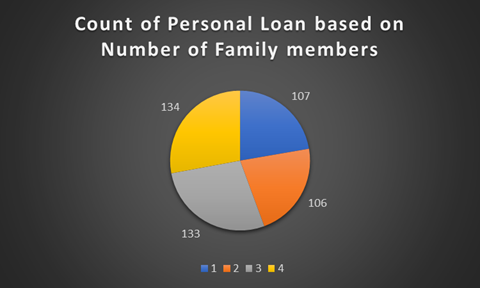 Count of Personal Loan based on
Number of Family members
134
107
106
133
1 2 3 4